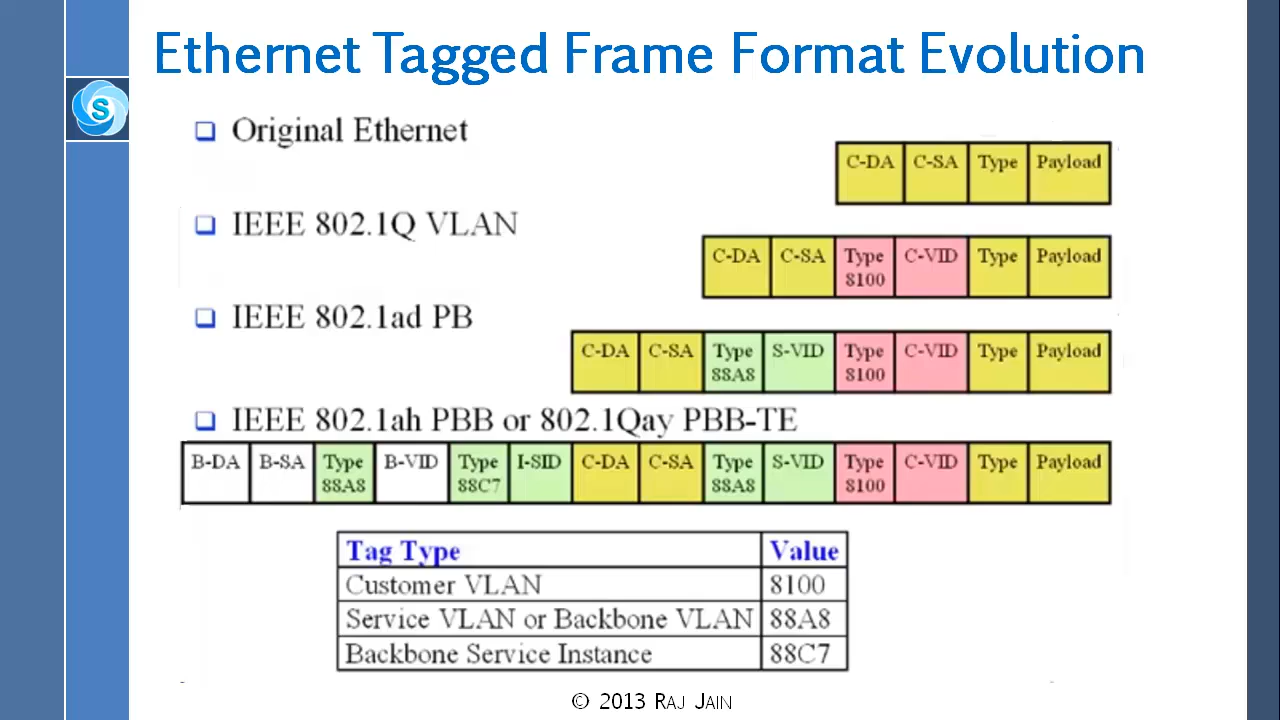 Ethernet Tagged Frame Format Evolution
S
Original Ethernet
C-DA C-SA Type Payload
IEEE 802.1Q VLAN
C-DA C-SA Type 8100 C-VID Type Payload
IEEE 802.1ad PB
C-DA C-SA Type 88A8 S-VID Type 8100 C-VID Type Payload
IEEE 802.1ah PBB or 802.1Qay PBB-TE
B-DA B-SA Type 88A8 B-VID Type 88C7 I-SID C-DA C-SA Type 88A8 S-VID Type 8100 C-VID Type Payload
Tag Type Value
Customer VLAN 8100
Service VLAN or Backbone VLAN 88A8
Backbone Service Instance 88C7
© 2013 RAJ JAIN